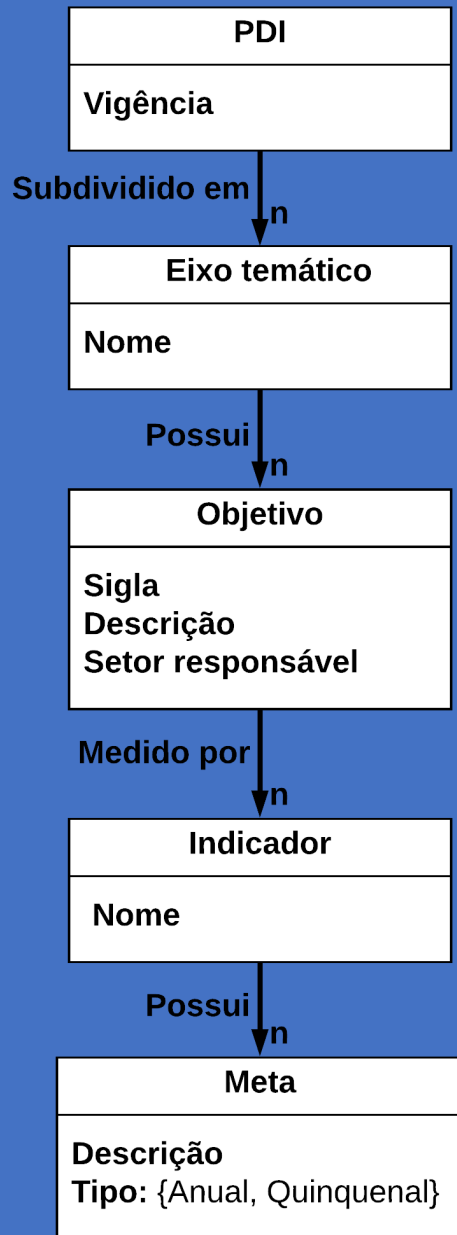 PDI
Vigência
Subdividido em
n
Eixo temático
Nome
Possui
n
Objetivo
Sigla
Descrição
Setor responsável
Medido por
n
Indicador
Nome
Possui
n
Meta
Descrição
Tipo: {Anual, Quinquenal}